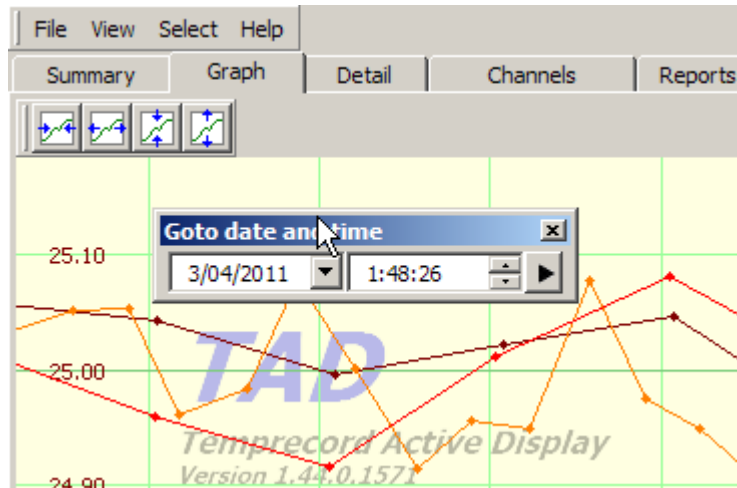 File View Select Help
Summary Graph Detail Channels Reports
Goto date and time
25.10
3/04/2011 1:48:26
25.00
TAD
Temprecord Active Display
Version 1.44.0.1571
24.90